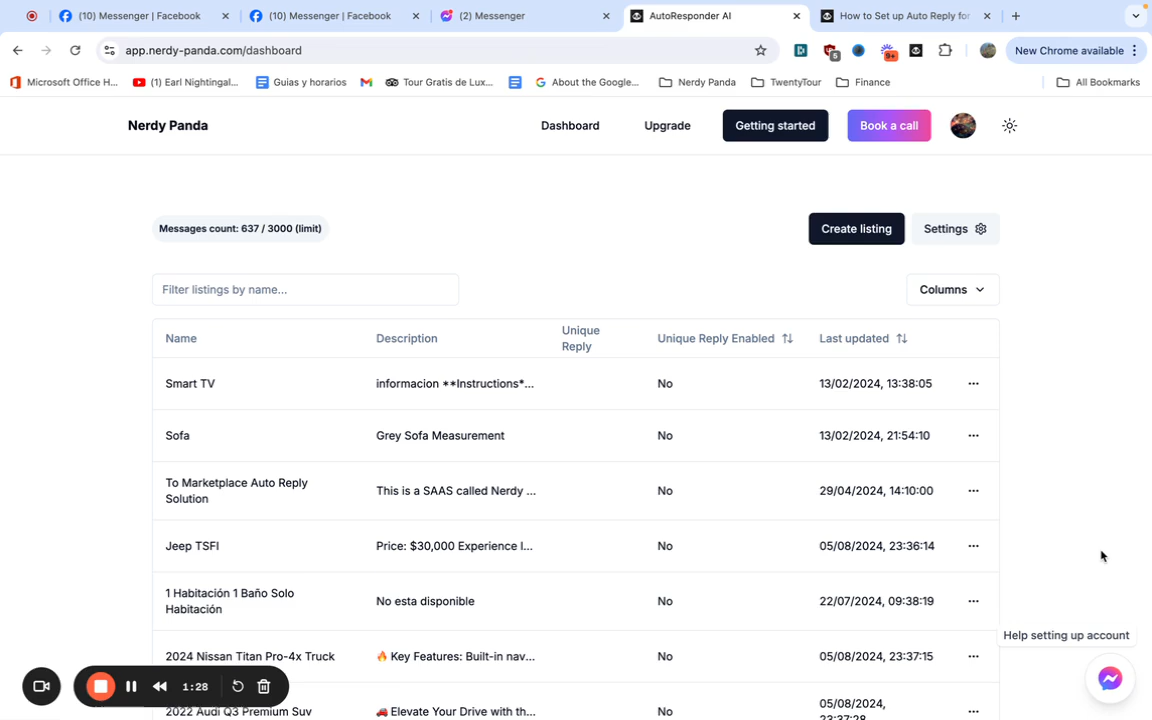 (10) Messenger | Facebook
(10) Messenger | Facebook
(2) Messenger
AutoResponder AI
How to Set up Auto Reply for
app.nerdy-panda.com/dashboard
5
9+
New Chrome available
Microsoft Office H...
(1) Earl Nightingal...
Guias y horarios
Tour Gratis de Lux...
About the Google...
Nerdy Panda
TwentyTour
Finance
All Bookmarks
Nerdy Panda
Dashboard
Upgrade
Getting started
Book a call
Messages count: 637 / 3000 (limit)
Create listing
Settings
Filter listings by name...
Columns
Name
Description
Unique
Reply
Unique Reply Enabled
Last updated
Smart TV
informacion **Instructions*...
No
13/02/2024, 13:38:05
Sofa
Grey Sofa Measurement
No
13/02/2024, 21:54:10
To Marketplace Auto Reply
Solution
This is a SAAS called Nerdy ...
No
29/04/2024, 14:10:00
Jeep TSFI
Price: $30,000 Experience l...
No
05/08/2024, 23:36:14
1 Habitación 1 Baño Solo
Habitación
No esta disponible
No
22/07/2024, 09:38:19
Help setting up account
2024 Nissan Titan Pro-4x Truck
🔥 Key Features: Built-in nav...
No
05/08/2024, 23:37:15
1:28
2022 Audi Q3 Premium Suv
🚗 Elevate Your Drive with th...
No
05/08/2024,
23:37:28